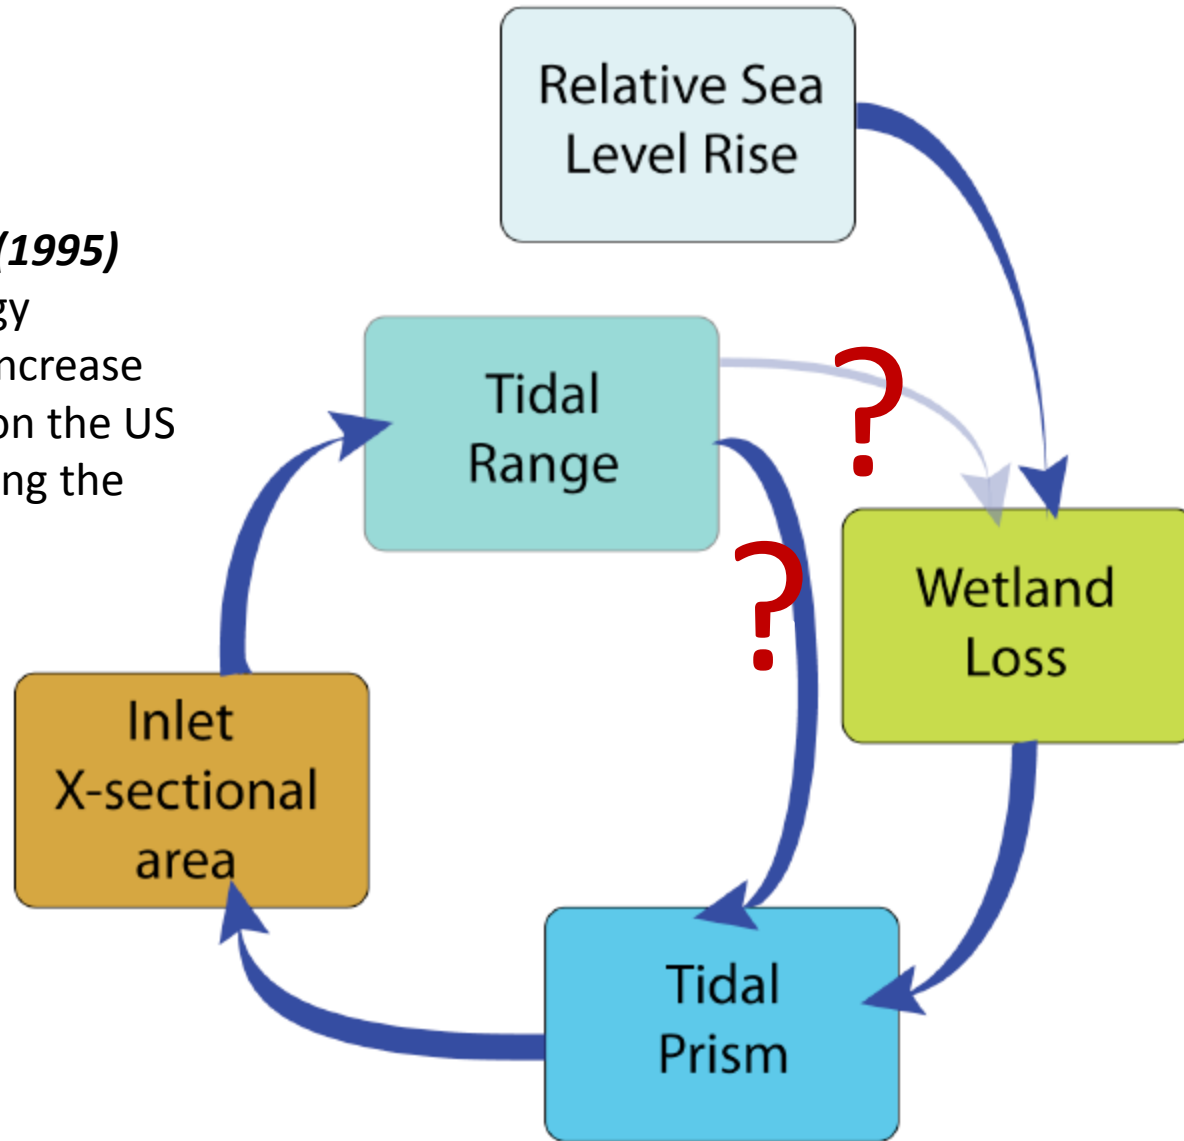 Relative Sea
Level Rise
(1995)
gy
ncrease
on the US
ing the
Tidal
Range
?
?
Wetland
Loss
Inlet
X-sectional
area
Tidal
Prism